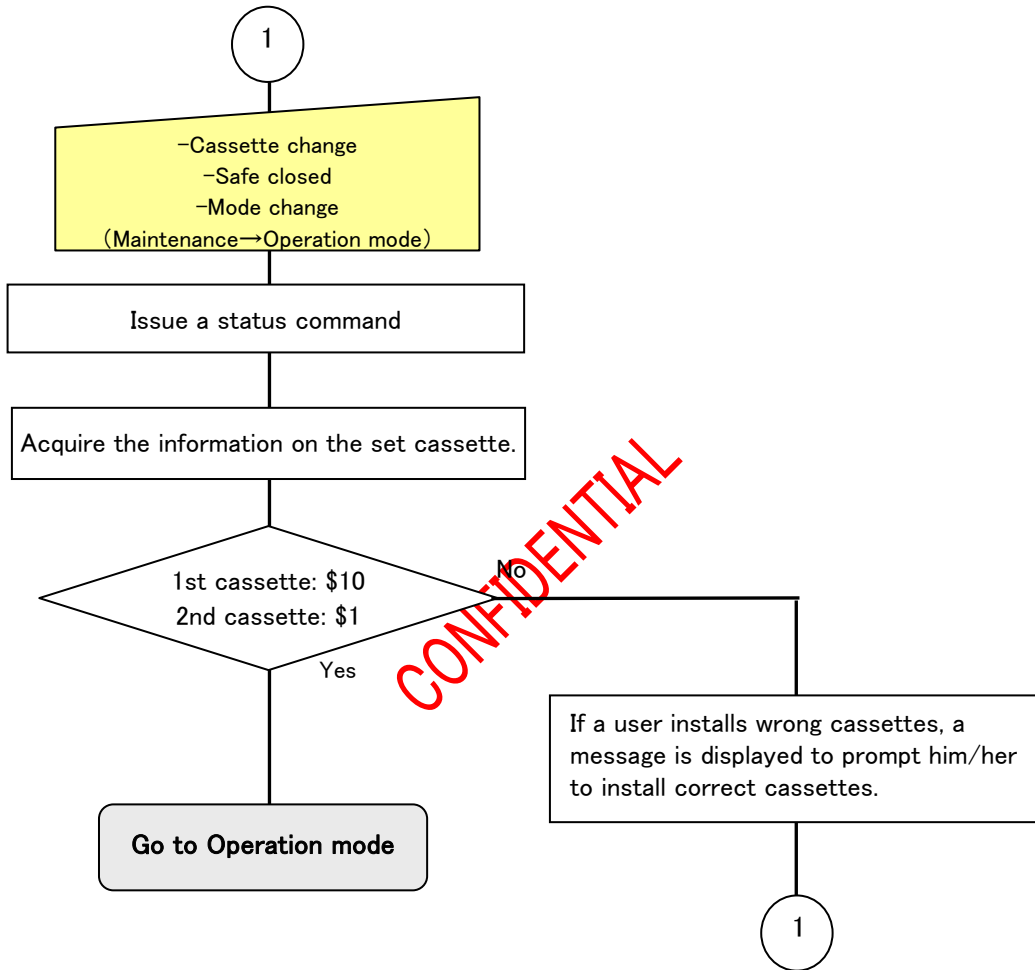 1
-Cassette change
-Safe closed
-Mode change
(Maintenance→Operation mode)
Issue a status command
Acquire the information on the set cassette.
1st cassette: $10
2nd cassette: $1
No
Yes
CONFIDENTIAL
If a user installs wrong cassettes, a
message is displayed to prompt him/her
to install correct cassettes.
Go to Operation mode
1